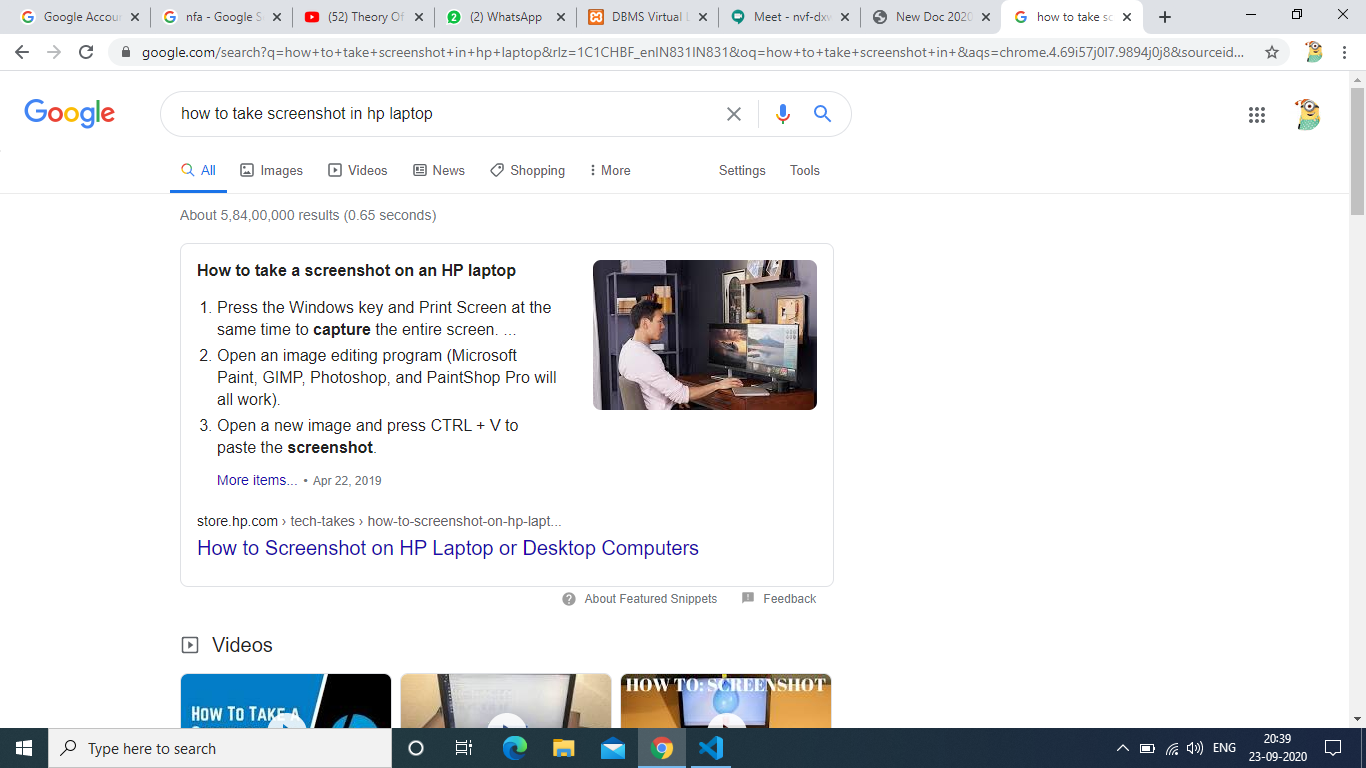 Google Accou
nfa - Google S
(52) Theory Of
(2) WhatsApp
DBMS Virtual L
Meet - nvf-dxv
New Doc 2020
how to take sc
google.com/search?q=how+to+take+screenshot+in+hp+laptop&rlz=1C1CHBF_enIN831IN831&oq=how+to+take+screenshot+in+&aqs=chrome.4.69i57j0l7.9894j0j8&sourceid...
Google
how to take screenshot in hp laptop
All Images Videos News Shopping More Settings Tools
About 5,84,00,000 results (0.65 seconds)
How to take a screenshot on an HP laptop
1. Press the Windows key and Print Screen at the
same time to capture the entire screen. ...
2. Open an image editing program (Microsoft
Paint, GIMP, Photoshop, and PaintShop Pro will
all work).
3. Open a new image and press CTRL + V to
paste the screenshot.
More items... • Apr 22, 2019
store.hp.com › tech-takes › how-to-screenshot-on-hp-lapt...
How to Screenshot on HP Laptop or Desktop Computers
About Featured Snippets Feedback
Videos
HOW TO TAKE A
HOW TO: SCREENSHOT
Type here to search
ENG
20:39
23-09-2020